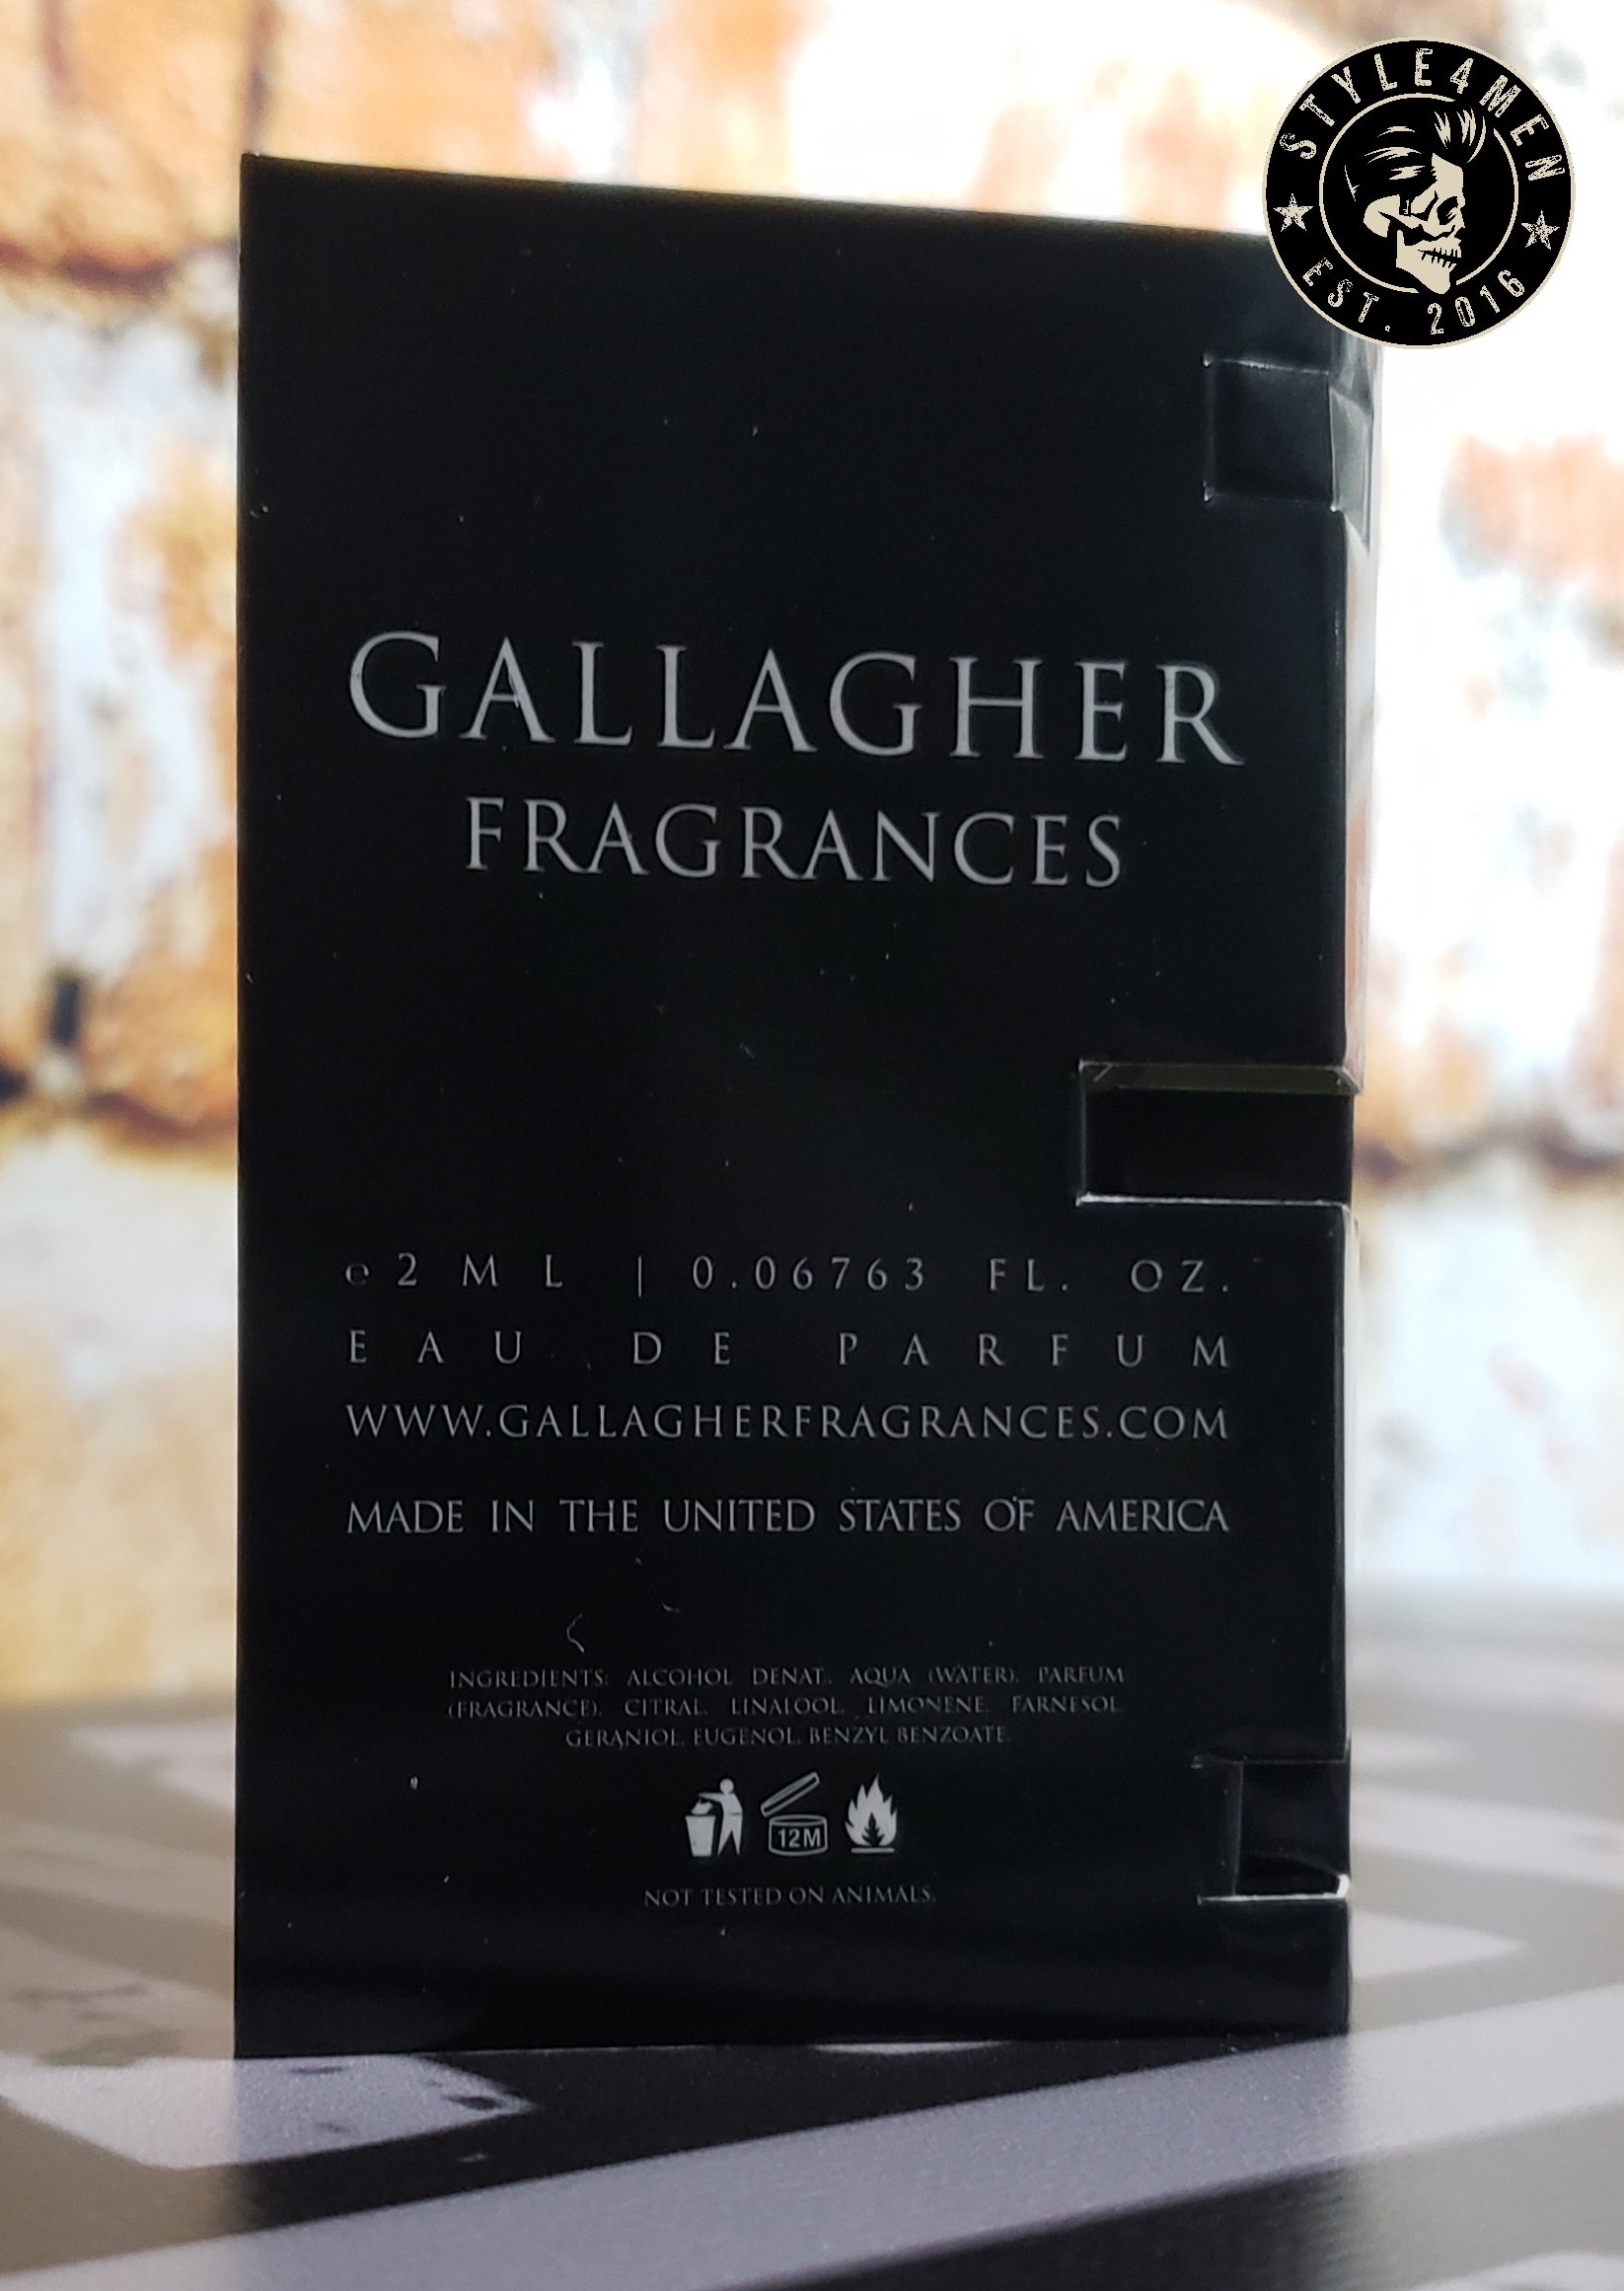 STYLE4MEN
EST. 2016
GALLAGHER
FRAGRANCES
℮2 ML | 0.06763 FL. OZ.
EAU DE PARFUM
WWW.GALLAGHERFRAGRANCES.COM
MADE IN THE UNITED STATES OF AMERICA
INGREDIENTS: ALCOHOL DENAT., AQUA (WATER), PARFUM
(FRAGRANCE), CITRAL, LINALOOL, LIMONENE, FARNESOL,
GERANIOL, EUGENOL, BENZYL BENZOATE.
12M
NOT TESTED ON ANIMALS.